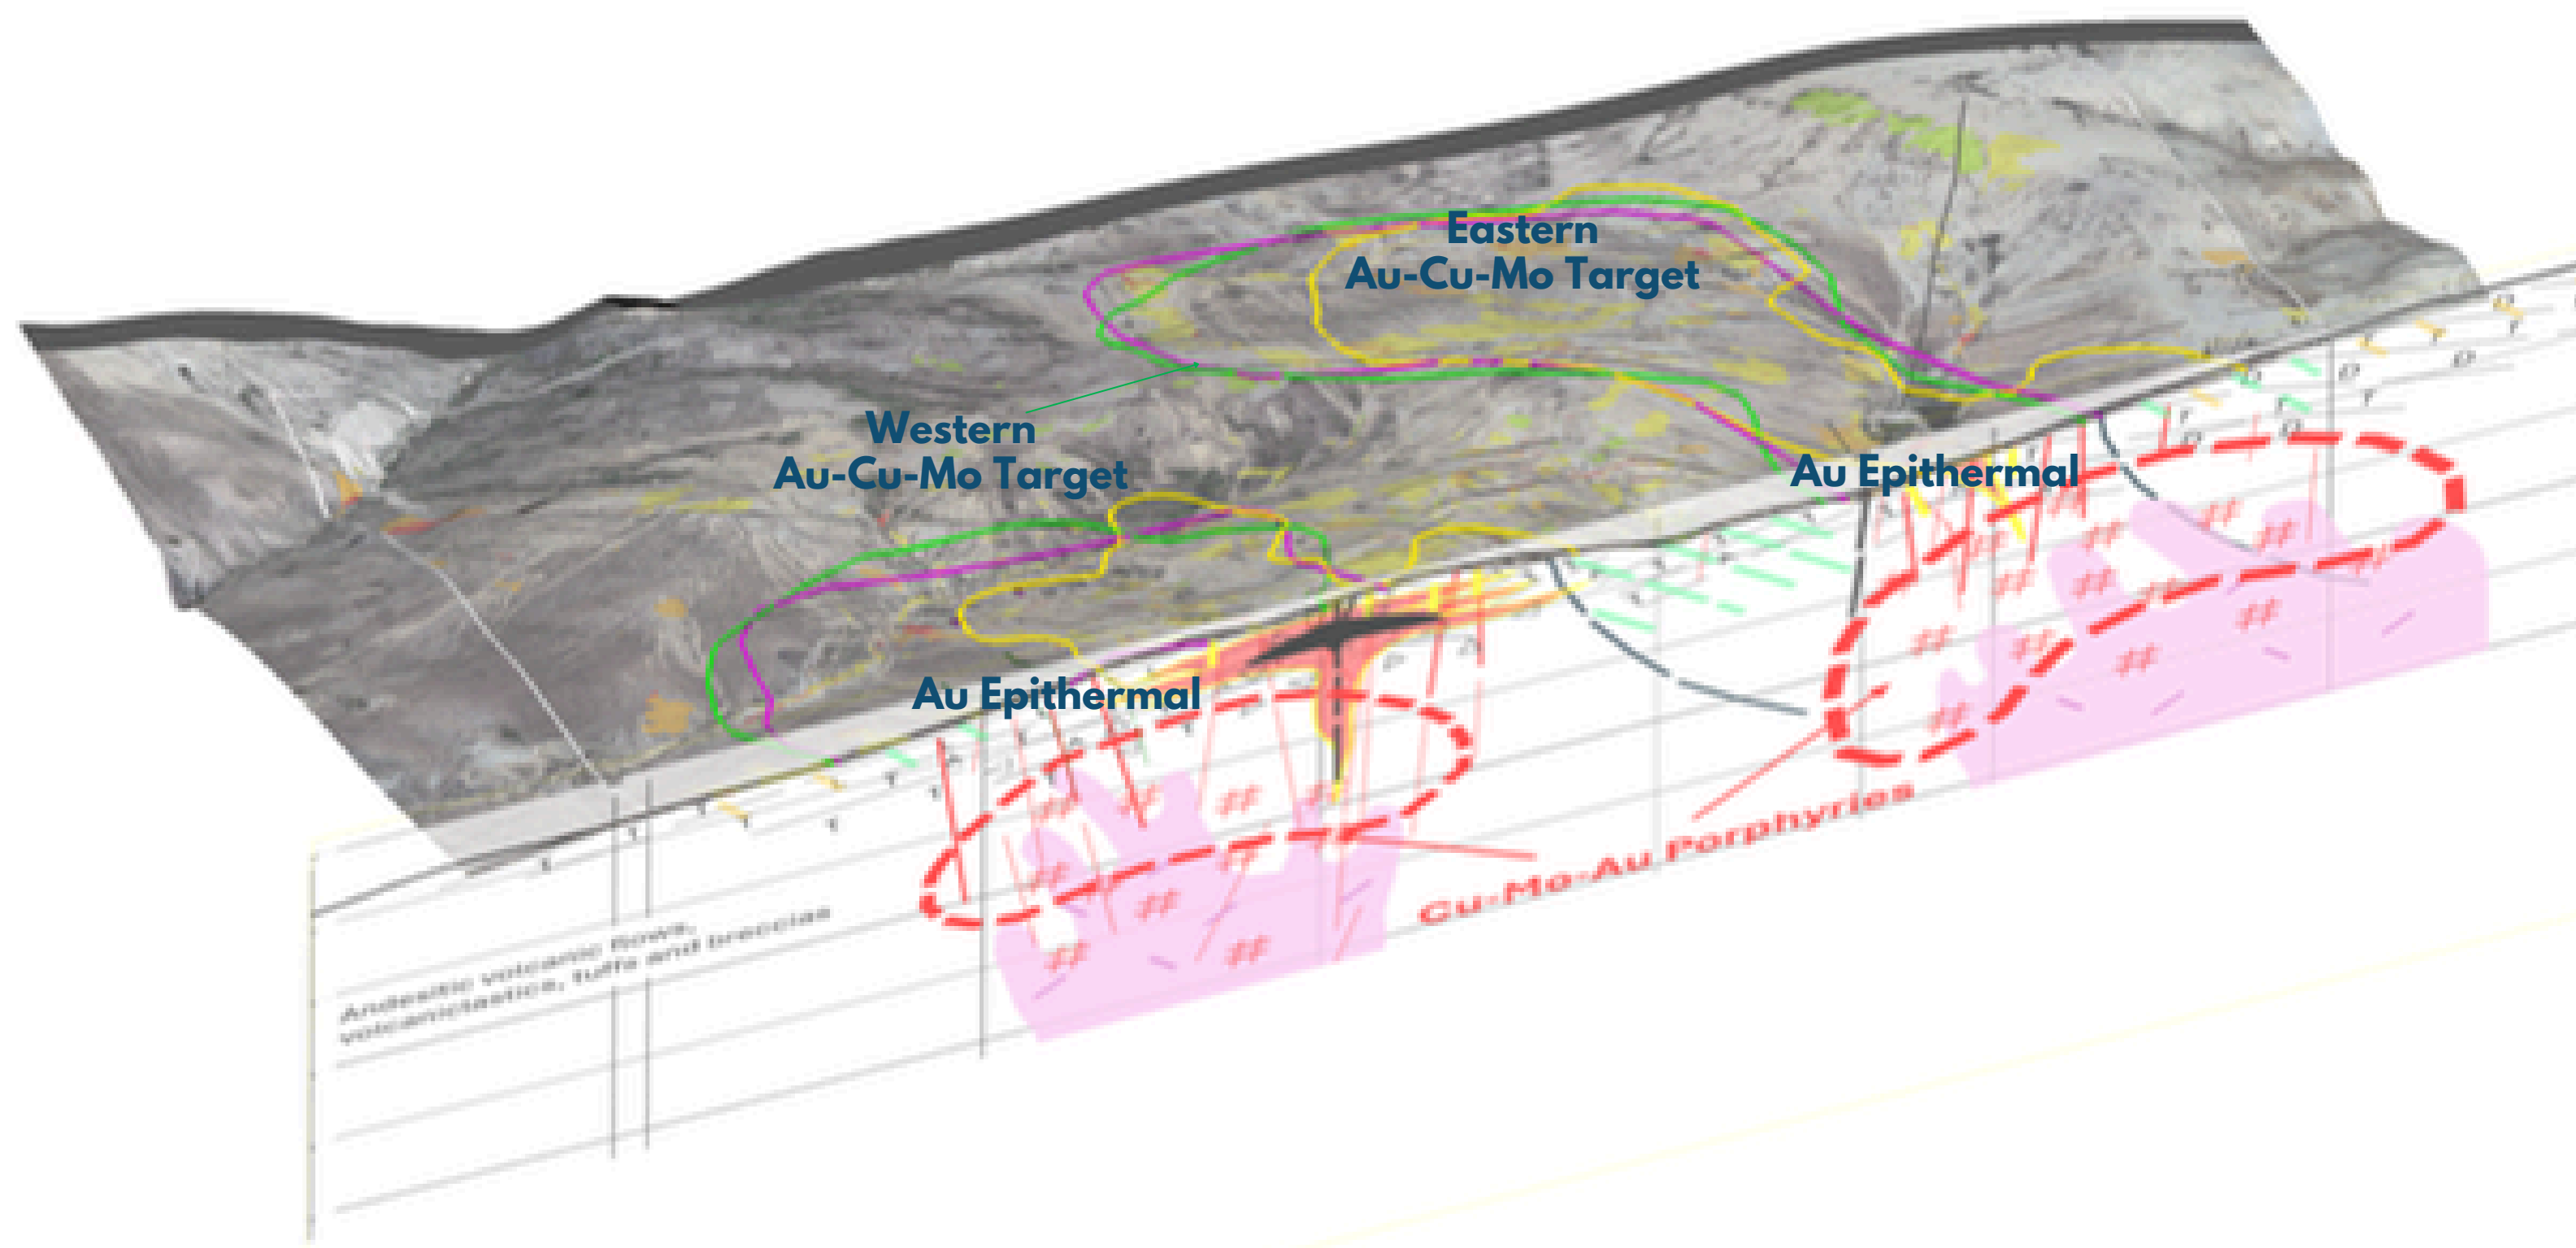 Eastern
Au-Cu-Mo Target
Western
Au-Cu-Mo Target
Au Epithermal
Au Epithermal
Cu-Mo-Au Porphyries
Andesitic volcanic flows,
volcaniclastics, tuffs and breccias